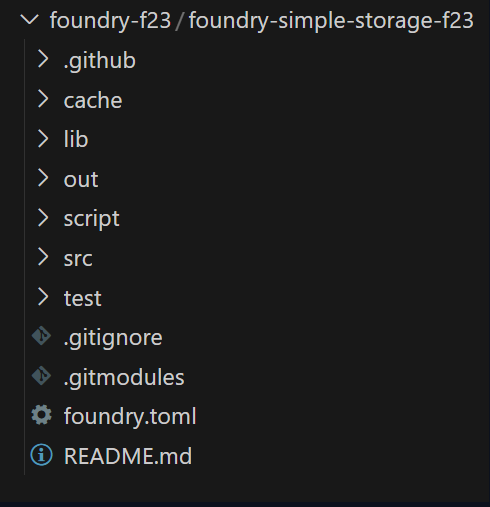 foundry-f23 / foundry-simple-storage-f23
.github
cache
lib
out
script
src
test
.gitignore
.gitmodules
foundry.toml
README.md